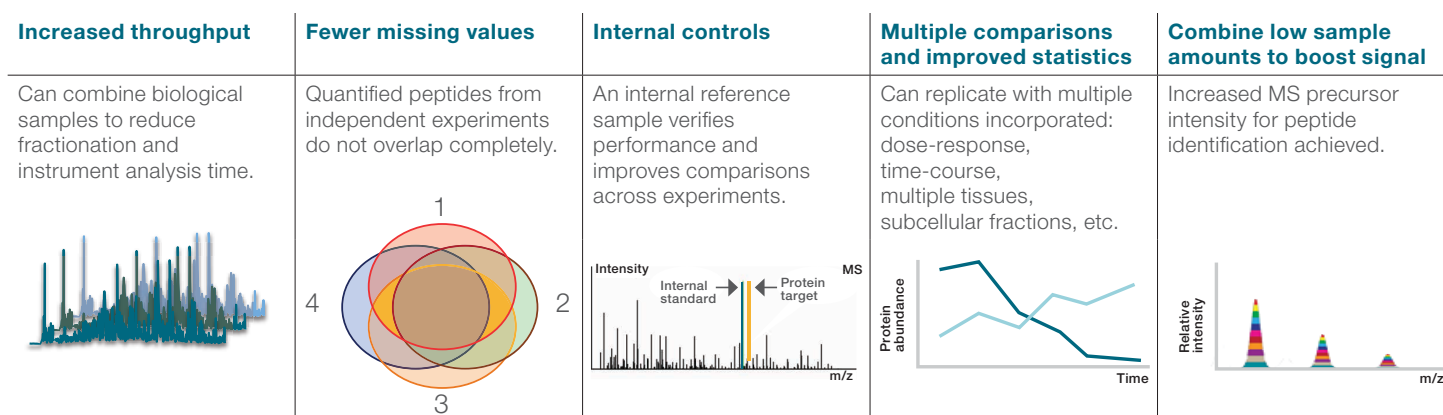 Increased throughput
Can combine biological
samples to reduce
fractionation and
instrument analysis time.
Fewer missing values
Quantified peptides from
independent experiments
do not overlap completely.
1
4
2
3
Internal controls
An internal reference
sample verifies
performance and
improves comparisons
across experiments.
Intensity
MS
Internal
standard
Protein
target
m/z
Multiple comparisons
and improved statistics
Can replicate with multiple
conditions incorporated:
dose-response,
time-course,
multiple tissues,
subcellular fractions, etc.
Protein
abundance
Time
Combine low sample
amounts to boost signal
Increased MS precursor
intensity for peptide
identification achieved.
Relative
intensity
m/z